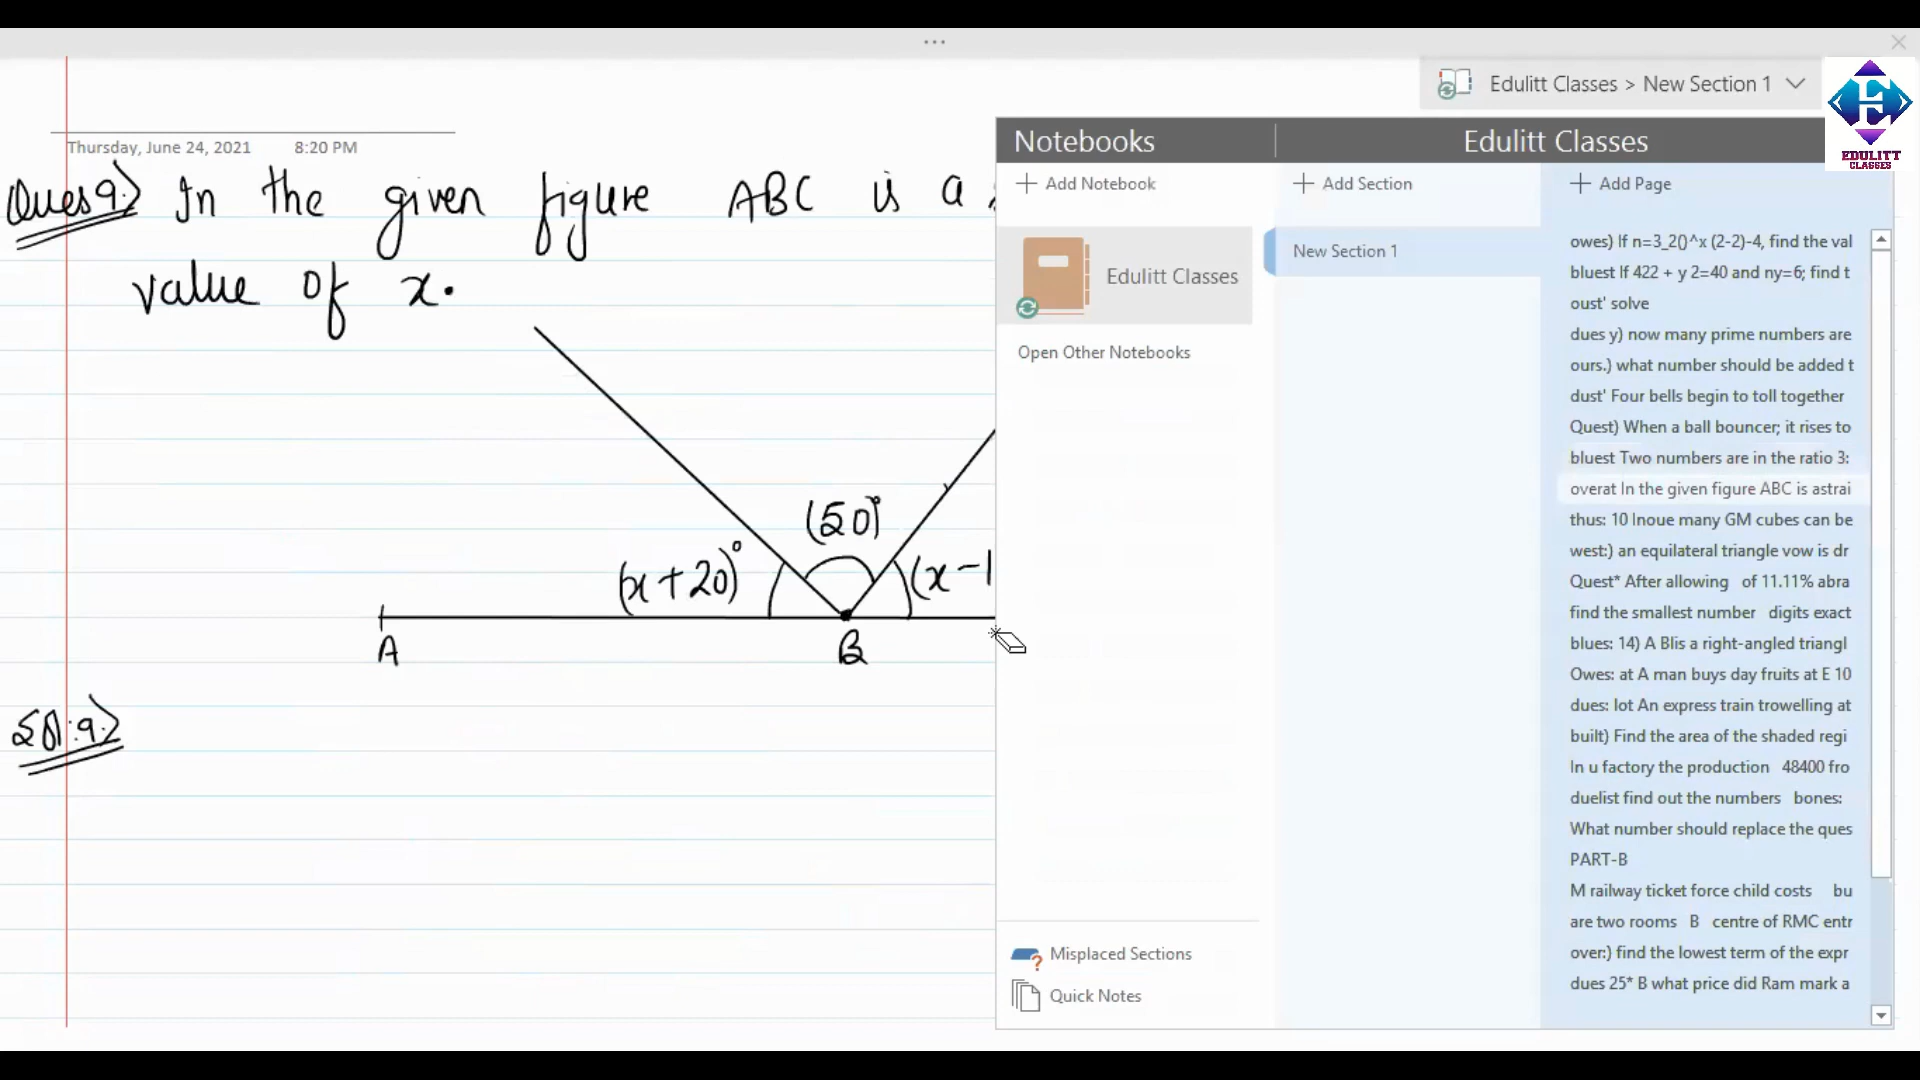 Edulitt Classes > New Section 1
E
EDULITT
CLASSES
Thursday, June 24, 2021 8:20 PM
Ques 9.> In the given figure ABC is a
value of x.
(50)°
(x+20)°
(x-1
A
B
Sol:9.>
Notebooks
Edulitt Classes
Add Notebook
Add Section
Add Page
Edulitt Classes
Open Other Notebooks
New Section 1
owes) If n=3_2()^x (2-2)-4, find the val
bluest If 422 + y 2=40 and ny=6; find t
oust' solve
dues y) now many prime numbers are
ours.) what number should be added t
dust' Four bells begin to toll together
Quest) When a ball bouncer; it rises to
bluest Two numbers are in the ratio 3:
overat In the given figure ABC is astrai
thus: 10 Inoue many GM cubes can be
west:) an equilateral triangle vow is dr
Quest* After allowing of 11.11% abra
find the smallest number digits exact
blues: 14) A Blis a right-angled triangl
Owes: at A man buys day fruits at E 10
dues: lot An express train trowelling at
built) Find the area of the shaded regi
In u factory the production 48400 fro
duelist find out the numbers bones:
What number should replace the ques
PART-B
M railway ticket force child costs bu
are two rooms B centre of RMC entr
over:) find the lowest term of the expr
dues 25* B what price did Ram mark a
Misplaced Sections
Quick Notes